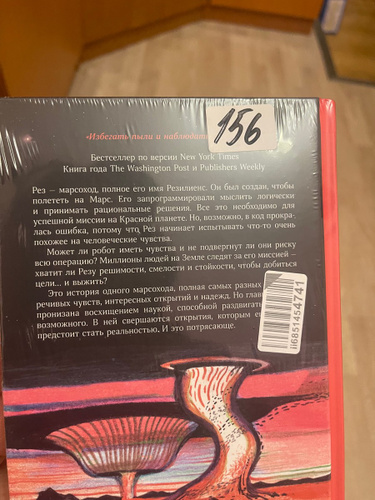 «Избегать пыли и наблюдать
156
Бестселлер по версии New York Times
Книга года The Washington Post и Publishers Weekly
Рез — марсоход, полное его имя Резилиенс. Он был создан, чтобы
полететь на Марс. Его запрограммировали мыслить логически
и принимать рациональные решения. Все это необходимо для
успешной миссии на Красной планете. Но, возможно, в код прокра-
лась ошибка, потому что Рез начинает испытывать что-то очень
похожее на человеческие чувства.
Может ли робот иметь чувства и не подвергнут ли они риску
всю операцию? Миллионы людей на Земле следят за его миссией —
хватит ли Резу решимости, смелости и стойкости, чтобы добиться
цели... и выжить?
Это история одного марсохода, полная самых разных
речивых чувств, интересных открытий и надежд. Но
пронизана восхищением наукой, способной раздвигать
возможного. В ней свершаются открытия, которым
предстоит стать реальностью. И это потрясающе.
ii6851454741